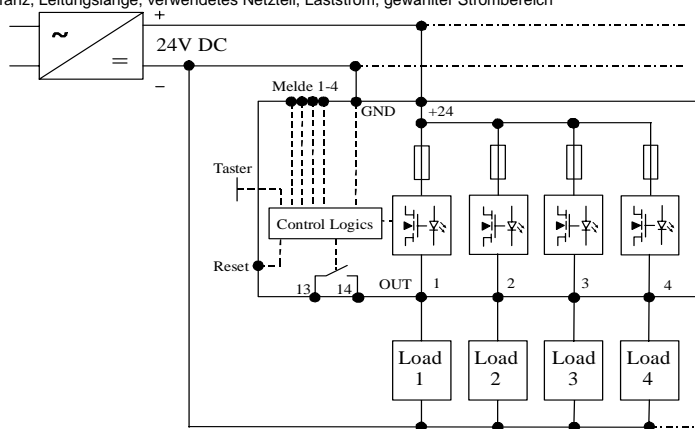 ranz, Leitungslänge, verwendetes Netzteil, Laststrom, gewählter Strombereich
+
~
24V DC
=
–
Melde 1-4
GND
+24
Taster
Control Logics
Reset
13 14 OUT 1 2 3 4
Load 1
Load 2
Load 3
Load 4